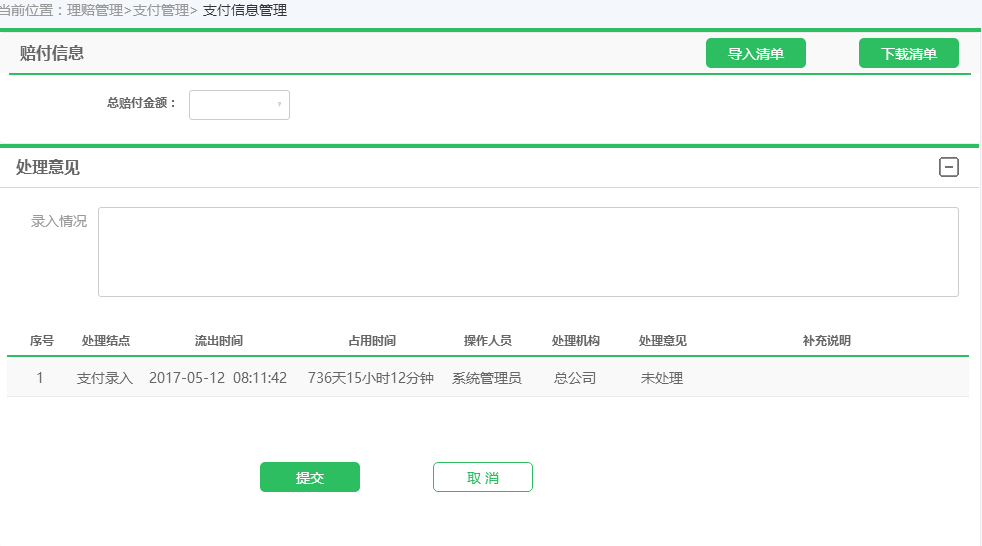 当前位置：理赔管理>支付管理> 支付信息管理
赔付信息 导入清单 下载清单
总赔付金额：
处理意见
录入情况
序号 处理结点 流出时间 占用时间 操作人员 处理机构 处理意见 补充说明
1 支付录入 2017-05-12 08:11:42 736天15小时12分钟 系统管理员 总公司 未处理
提交 取 消